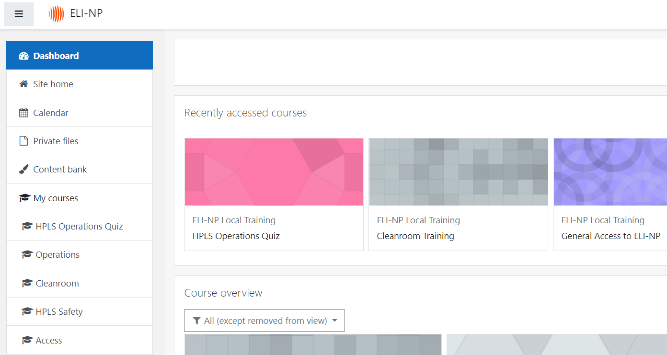 ELI-NP
Dashboard
Site home
Calendar
Private files
Content bank
My courses
HPLS Operations Quiz
Operations
Cleanroom
HPLS Safety
Access
Recently accessed courses
ELI-NP Local Training
HPLS Operations Quiz
ELI-NP Local Training
Cleanroom Training
ELI-NP Local Training
General Access to ELI-NP
Course overview
All (except removed from view)